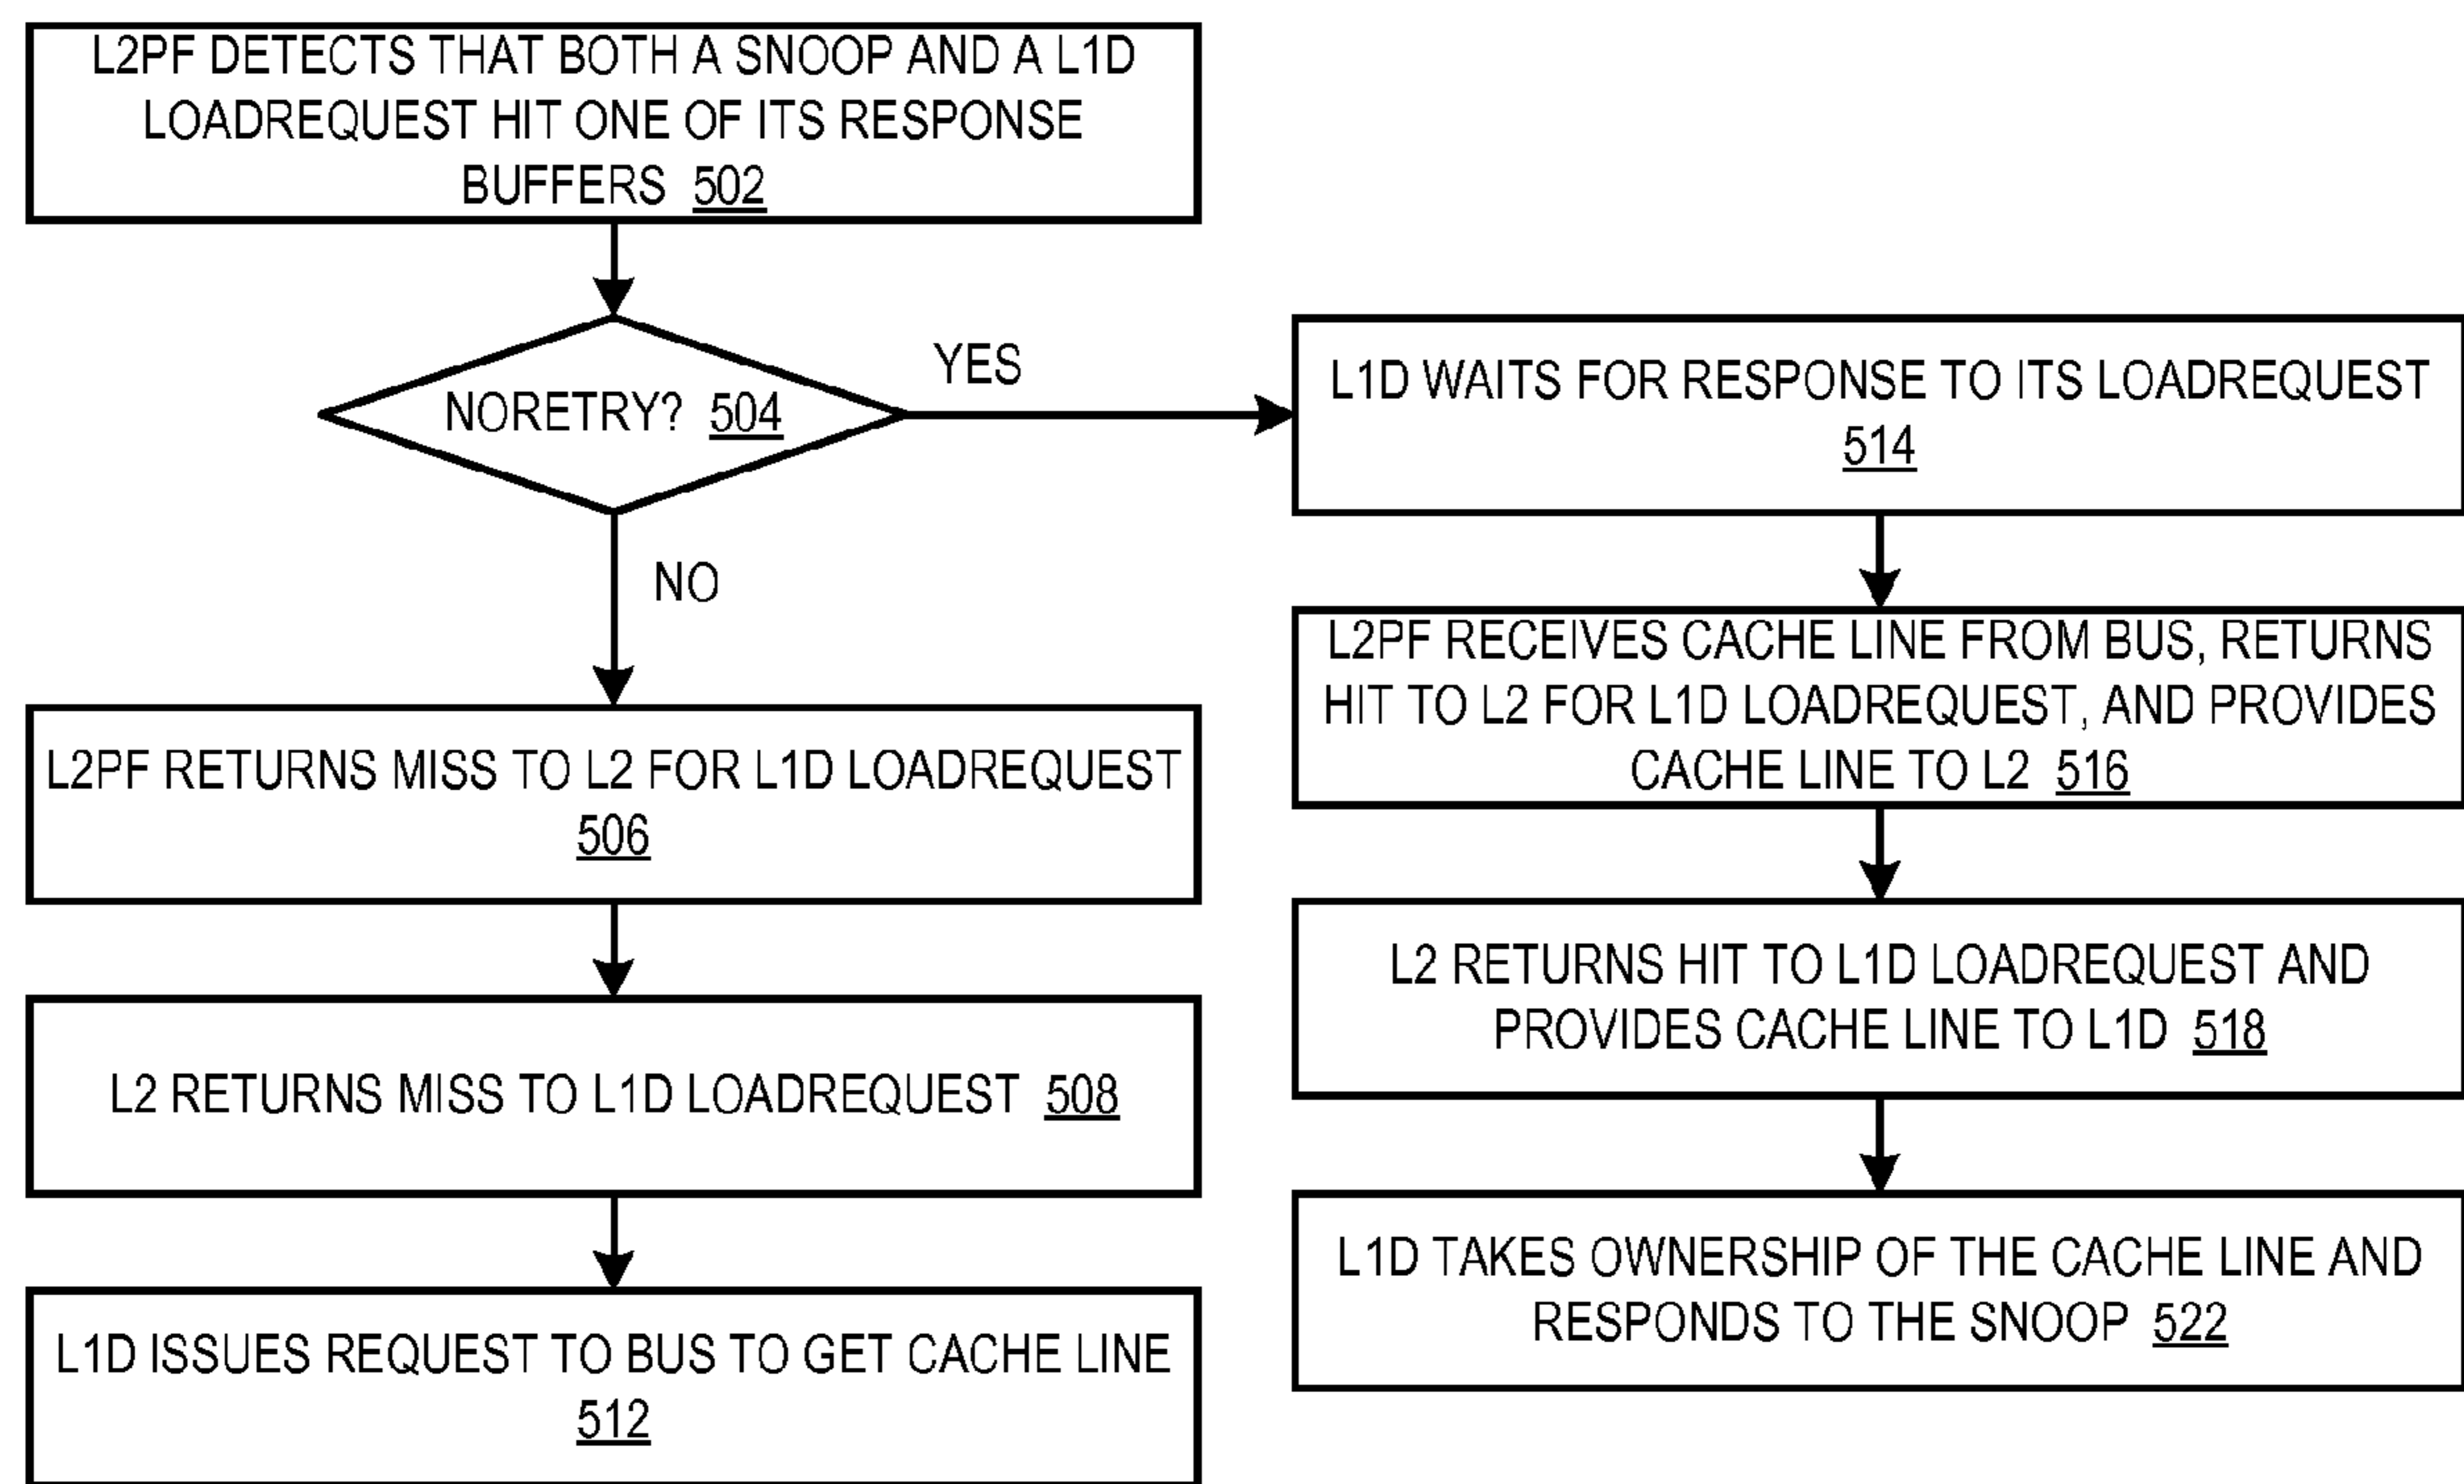 L2PF DETECTS THAT BOTH A SNOOP AND A L1D
LOADREQUEST HIT ONE OF ITS RESPONSE
BUFFERS 502
NORETRY? 504
YES
NO
L2PF RETURNS MISS TO L2 FOR L1D LOADREQUEST
506
L2 RETURNS MISS TO L1D LOADREQUEST 508
L1D ISSUES REQUEST TO BUS TO GET CACHE LINE
512
L1D WAITS FOR RESPONSE TO ITS LOADREQUEST
514
L2PF RECEIVES CACHE LINE FROM BUS, RETURNS
HIT TO L2 FOR L1D LOADREQUEST, AND PROVIDES
CACHE LINE TO L2 516
L2 RETURNS HIT TO L1D LOADREQUEST AND
PROVIDES CACHE LINE TO L1D 518
L1D TAKES OWNERSHIP OF THE CACHE LINE AND
RESPONDS TO THE SNOOP 522